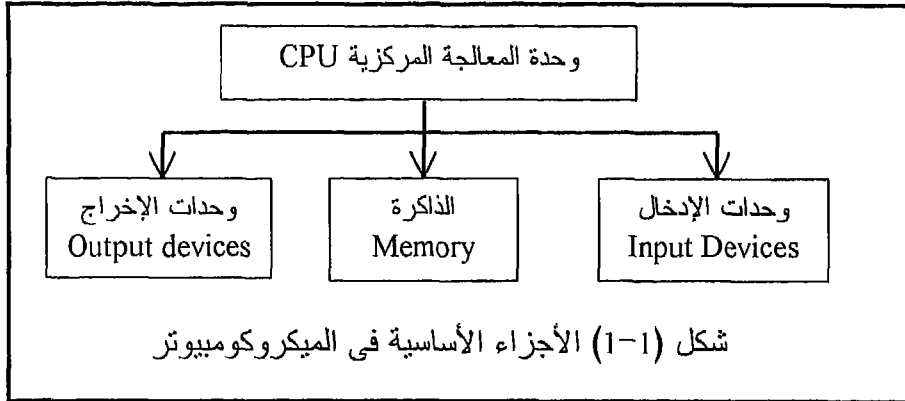 وحدة المعالجة المركزية CPU
وحدات الإدخال
Input Devices
الذاكرة
Memory
وحدات الإخراج
Output devices
شكل (1-1) الأجزاء الأساسية فى الميكروكومبيوتر